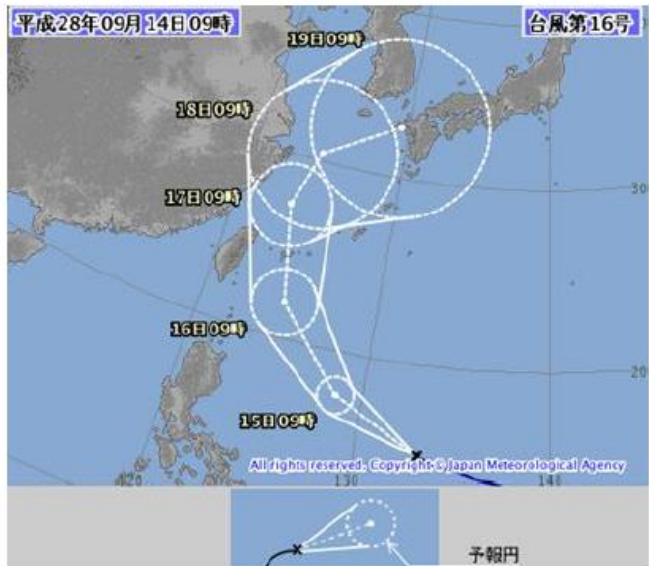 平成28年09月14日09時
台風第16号
19日09時
18日09時
17日09時
30
16日09時
20
15日09時
All rights reserved. Copyright © Japan Meteorological Agency
120
130
140
予報円